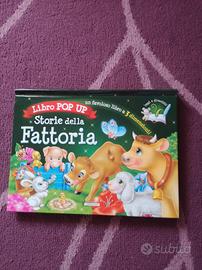 Libro POP UP
un favoloso libro a 3 dimensioni!
Storie della
Fattoria
subito